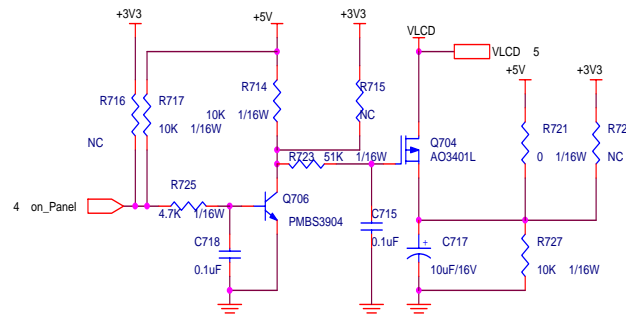 +3V3
+5V
+3V3
VLCD
VLCD 5
+5V
+3V3
R716
R717
10K
R714
R715
10K 1/16W
1/16W
NC
NC
R723 51K 1/16W
Q704
AO3401L
R721
0 1/16W
R72
NC
4 on_Panel
R725
4.7K 1/16W
Q706
PMBS3904
C718
0.1uF
C715
0.1uF
+
C717
10uF/16V
R727
10K 1/16W